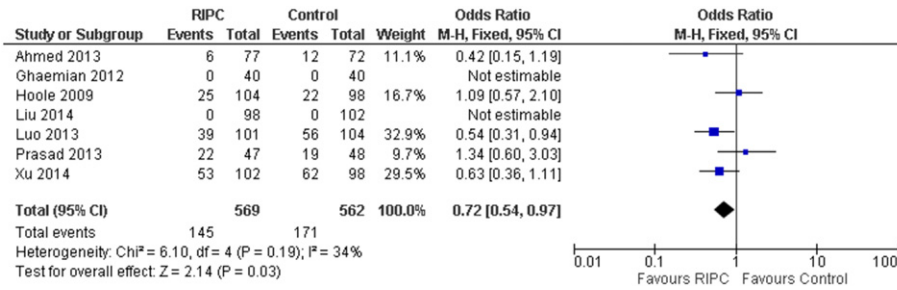 RIPC Control Odds Ratio Odds Ratio
Study or Subgroup Events Total Events Total Weight M-H, Fixed, 95% CI M-H, Fixed, 95% CI
Ahmed 2013 6 77 12 72 11.1% 0.42 [0.15, 1.19]
Ghaemian 2012 0 40 0 40 Not estimable
Hoole 2009 25 104 22 98 16.7% 1.09 [0.57, 2.10]
Liu 2014 0 98 0 102 Not estimable
Luo 2013 39 101 56 104 32.9% 0.54 [0.31, 0.94]
Prasad 2013 22 47 19 48 9.7% 1.34 [0.60, 3.03]
Xu 2014 53 102 62 98 29.5% 0.63 [0.36, 1.11]
Total (95% CI) 569 562 100.0% 0.72 [0.54, 0.97]
Total events 145 171
Heterogeneity: Chi² = 6.10, df = 4 (P = 0.19); I² = 34%
Test for overall effect: Z = 2.14 (P = 0.03)
0.01 0.1 1 10 100
Favours RIPC Favours Control